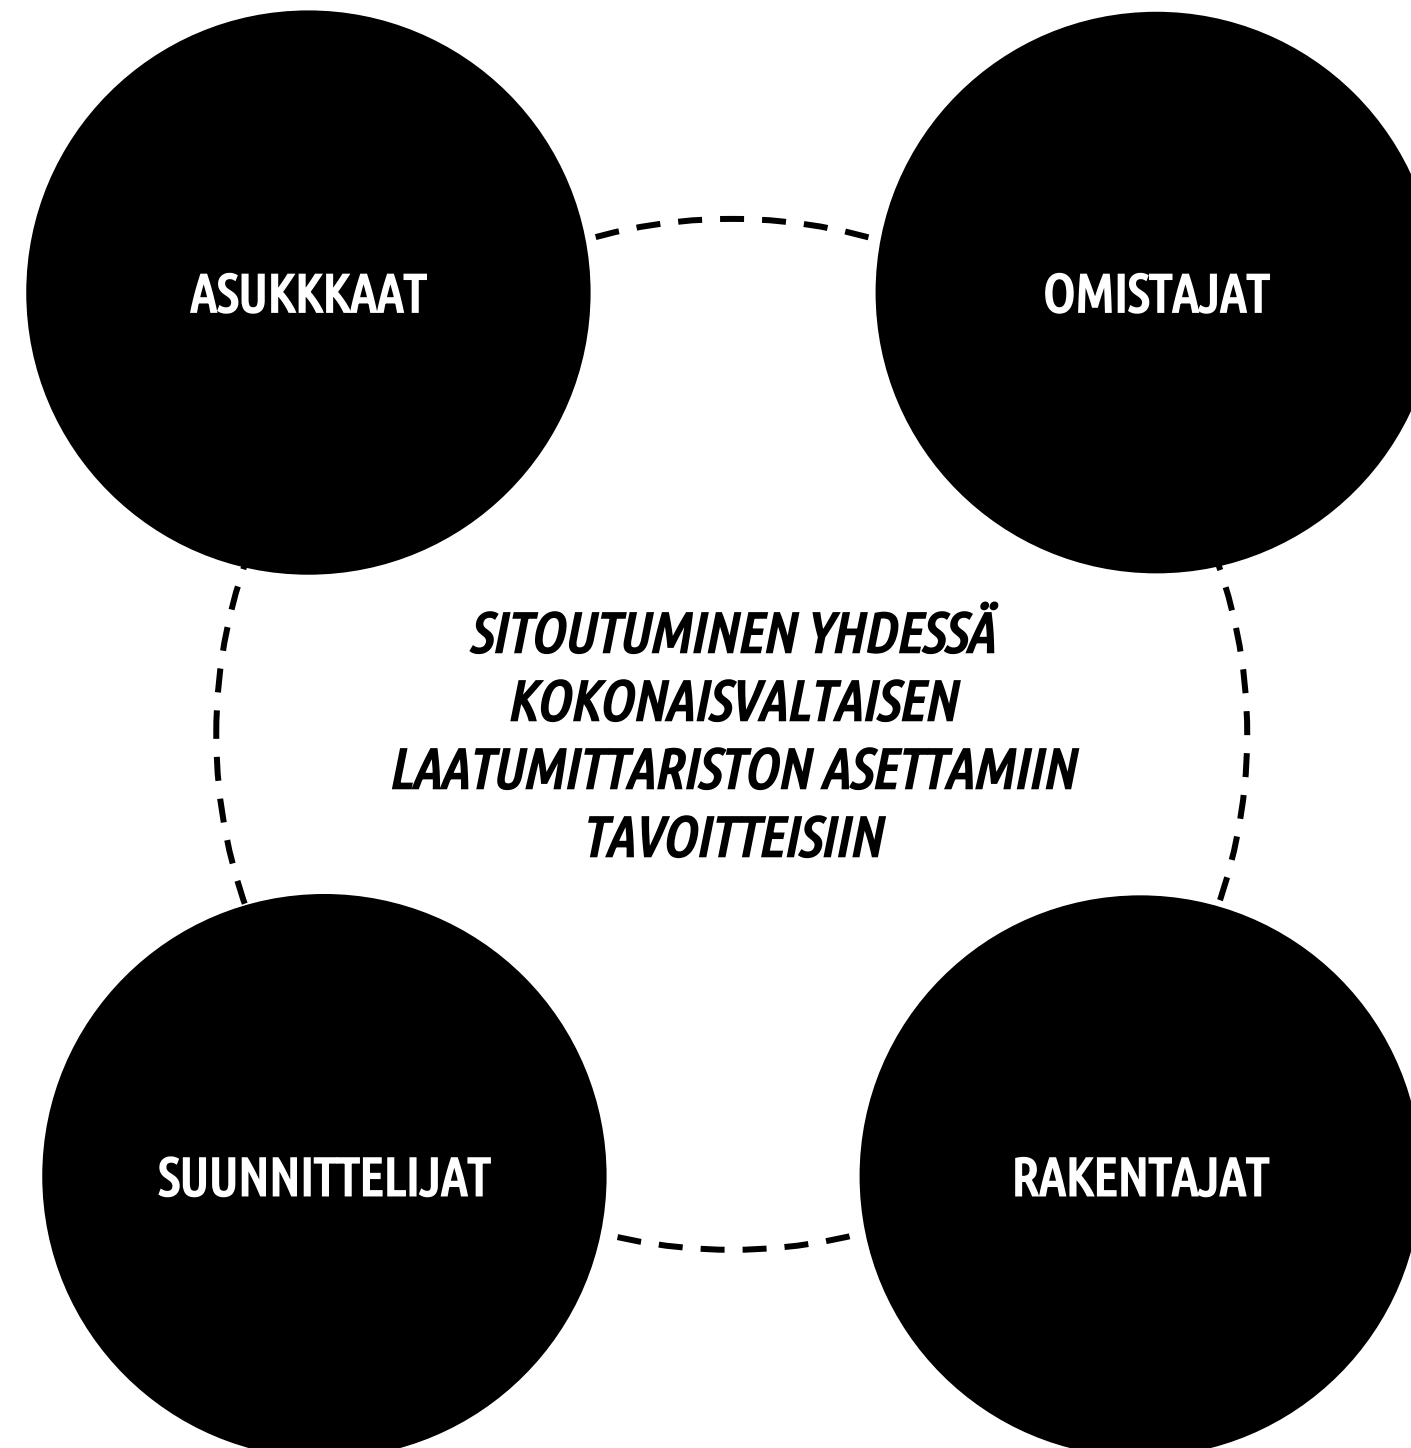 ASUKKKAAT
OMISTAJAT
SITOUTUMINEN YHDESSÄ
KOKONAISVALTAISEN
LAATUMITTARISTON ASETTAMIIN
TAVOITTEISIIN
SUUNNITTELIJAT
RAKENTAJAT